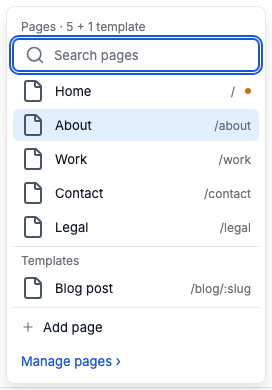 Pages · 5 + 1 template
Search pages
Home /
About /about
Work /work
Contact /contact
Legal /legal
Templates
Blog post /blog/:slug
+ Add page
Manage pages ›